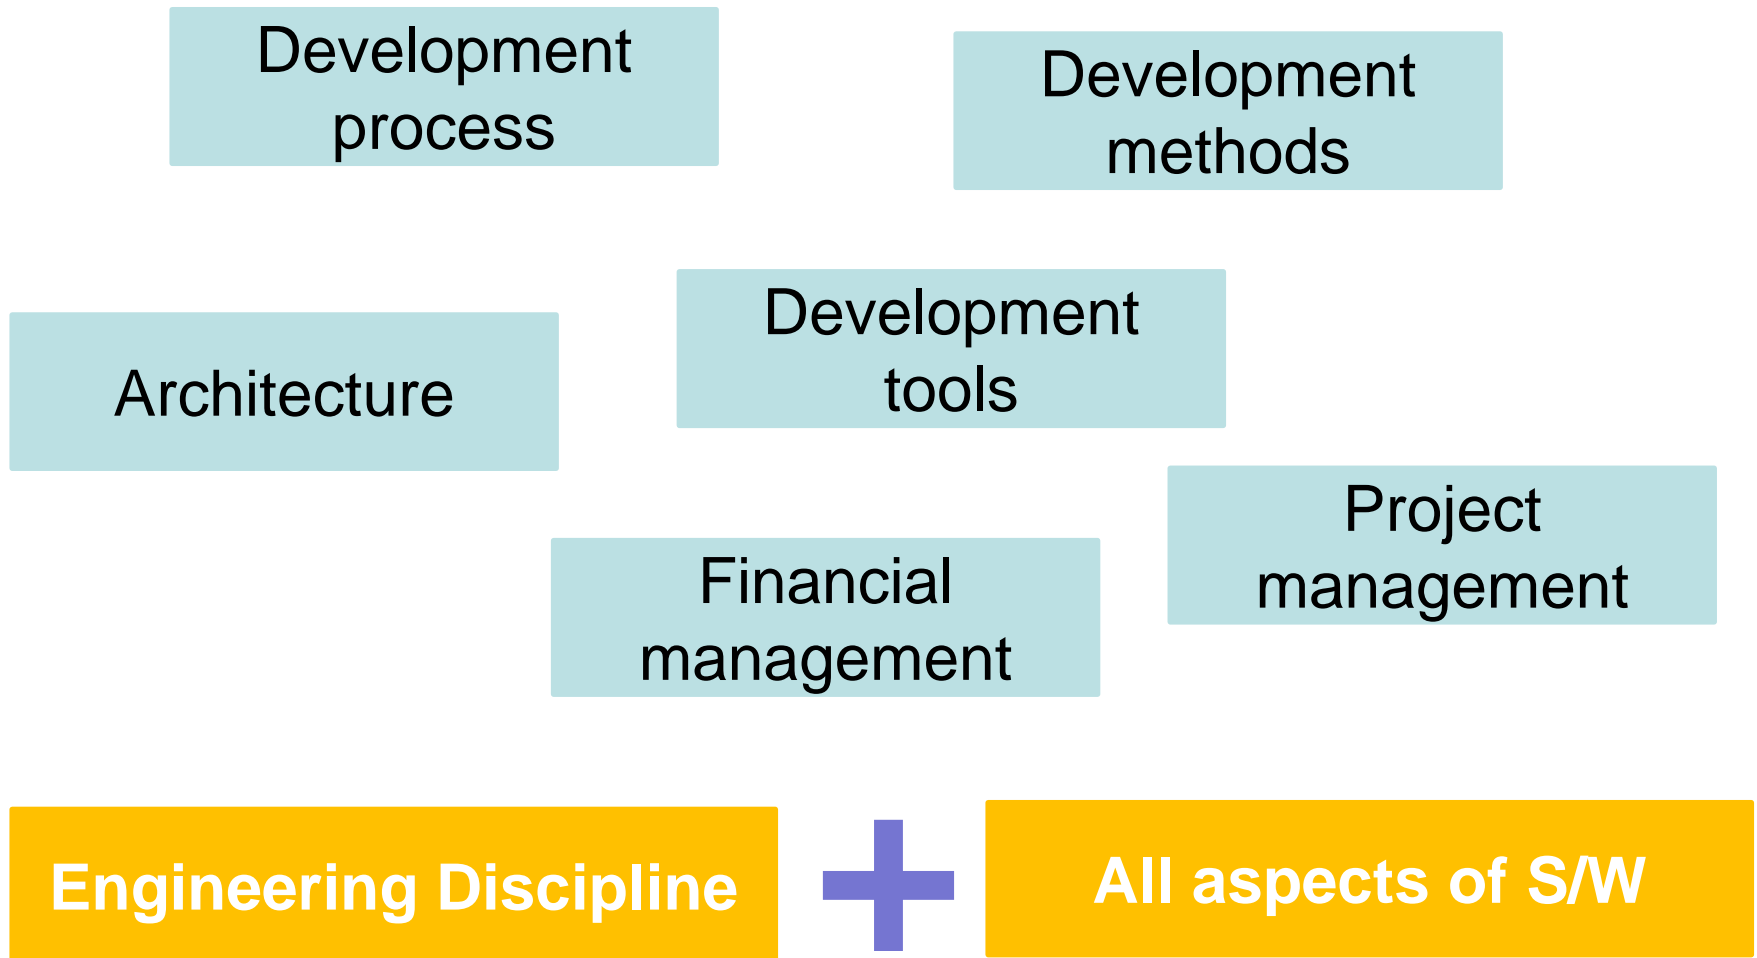 Development
process
Development
methods
Architecture
Development
tools
Financial
management
Project
management
Engineering Discipline
All aspects of S/W